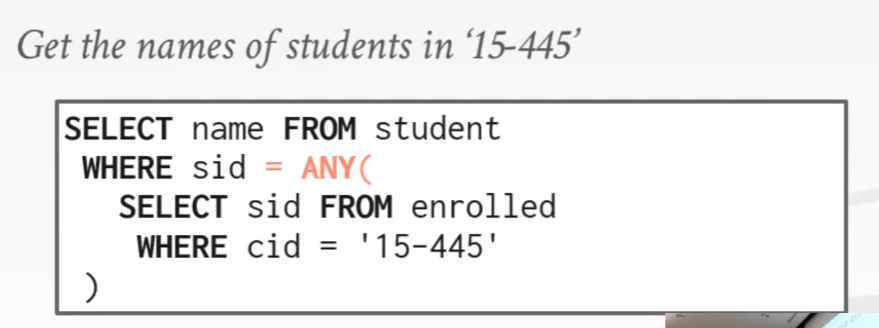 Get the names of students in ‘15-445’
SELECT name FROM student
WHERE sid = ANY(
SELECT sid FROM enrolled
WHERE cid = '15-445'
)